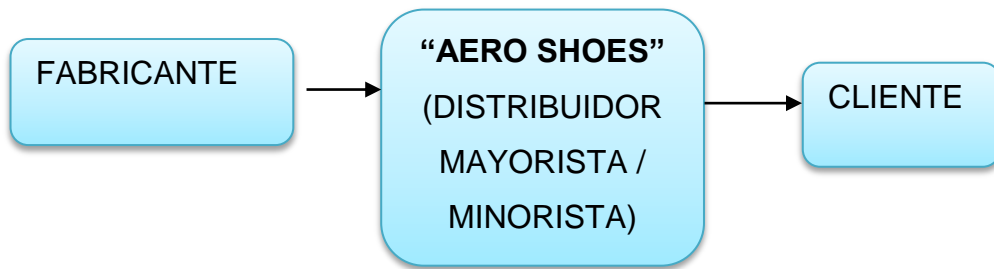 FABRICANTE
“AERO SHOES”
(DISTRIBUIDOR
MAYORISTA /
MINORISTA)
CLIENTE